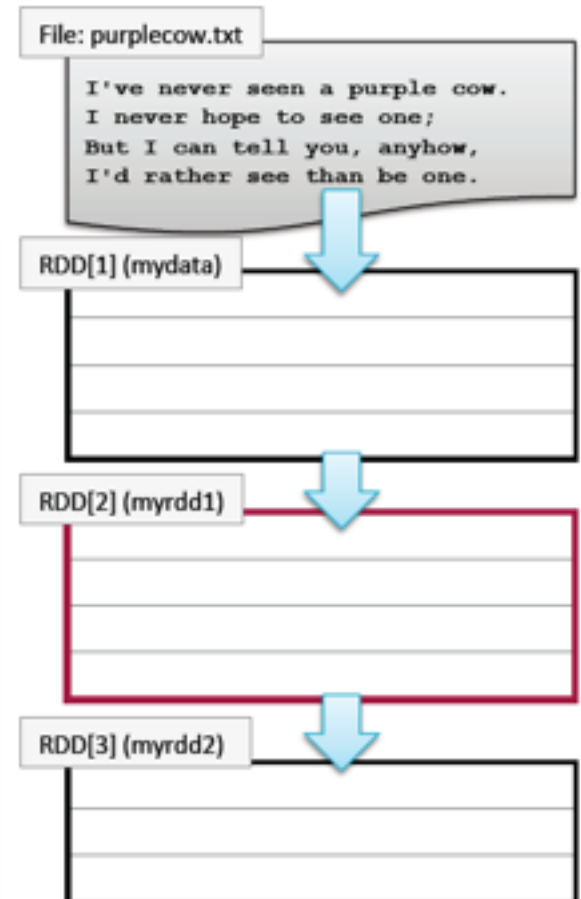 File: purplecow.txt
I've never seen a purple cow.
I never hope to see one;
But I can tell you, anyhow,
I'd rather see than be one.
RDD[1] (mydata)
RDD[2] (myrdd1)
RDD[3] (myrdd2)